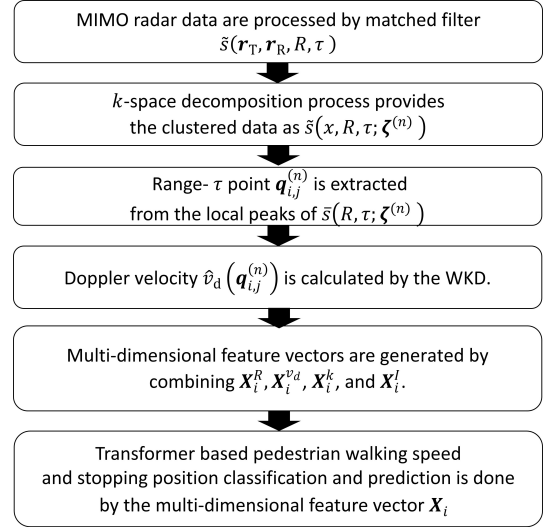 MIMO radar data are processed by matched filter
s̃(r_T, r_R, R, τ )
k-space decomposition process provides
the clustered data as s̃(x, R, τ; ζ^(n) )
Range- τ point q_{i,j}^{(n)} is extracted
from the local peaks of s̄(R, τ; ζ^(n) )
Doppler velocity v̂_d (q_{i,j}^{(n)}) is calculated by the WKD.
Multi-dimensional feature vectors are generated by
combining X_i^R, X_i^{v_d}, X_i^k, and X_i^I.
Transformer based pedestrian walking speed
and stopping position classification and prediction is done
by the multi-dimensional feature vector X_i